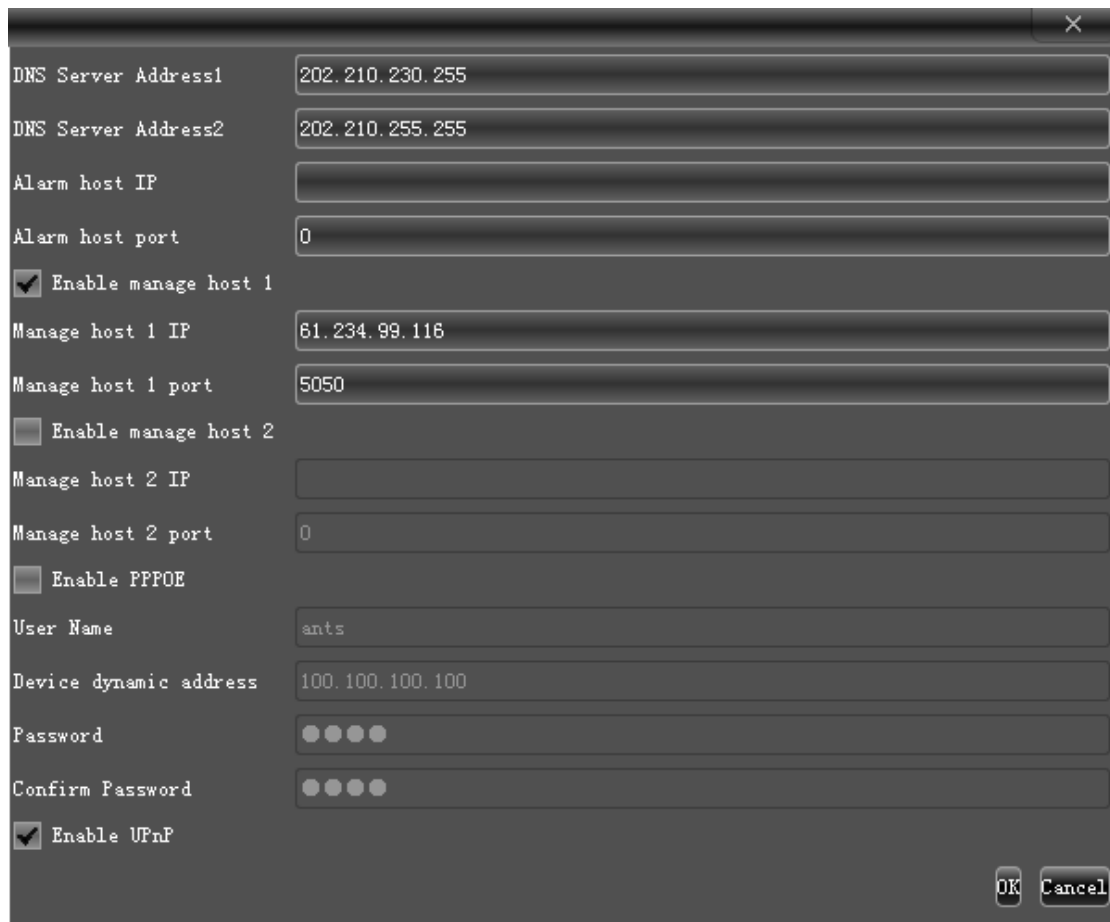 DNS Server Address1 202.210.230.255
DNS Server Address2 202.210.255.255
Alarm host IP
Alarm host port 0
Enable manage host 1
Manage host 1 IP 61.234.99.116
Manage host 1 port 5050
Enable manage host 2
Manage host 2 IP
Manage host 2 port 0
Enable PPPOE
User Name ants
Device dynamic address 100.100.100.100
Password ●●●●
Confirm Password ●●●●
Enable UPnP
OK Cancel